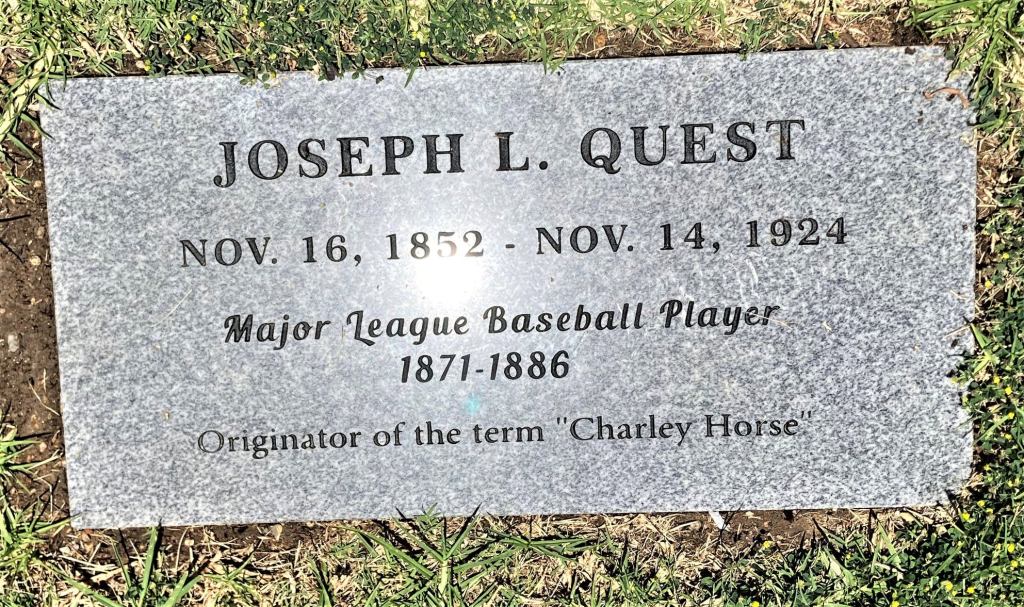 JOSEPH L. QUEST
NOV. 16, 1852 - NOV. 14, 1924
Major League Baseball Player
1871-1886
Originator of the term "Charley Horse"